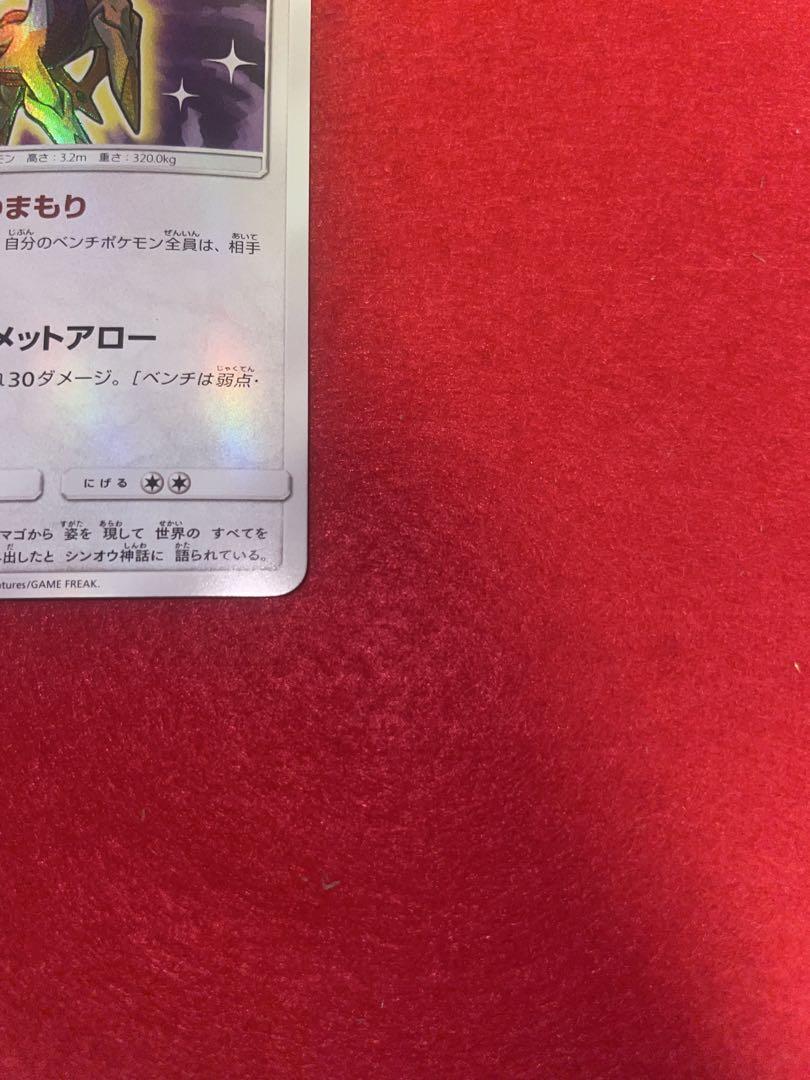 モン 高さ：3.2m 重さ：320.0kg
まもり
自分のベンチポケモン全員は、相手
メットアロー
30ダメージ。［ベンチは弱点・
にげる
マゴから 姿を 現して 世界の すべてを
出したと シンオウ神話に 語られている。
tures/GAME FREAK.